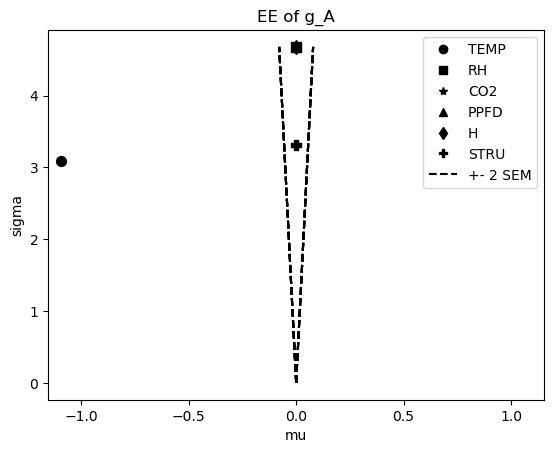 EE of g_A
TEMP
RH
CO2
PPFD
H
STRU
+- 2 SEM
4
3
2
1
0
sigma
−1.0 −0.5 0.0 0.5 1.0
mu